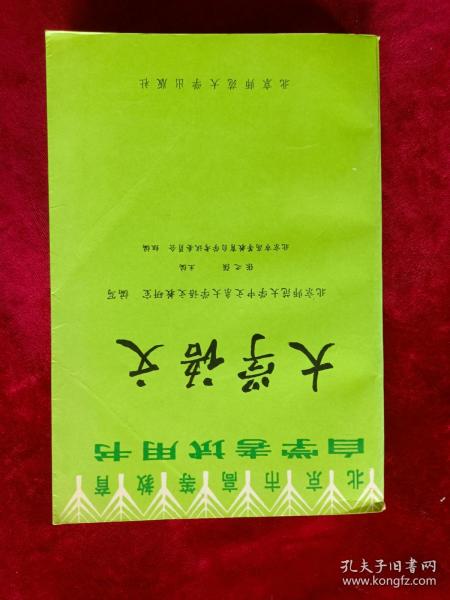 北京市高等教育
自学考试用书
大学语文
北京师范大学中文系大学语文教研室 编写
张之强 主编
北京市高等教育自学考试委员会 组编
北京师范大学出版社
孔夫子旧书网
www.kongfz.com